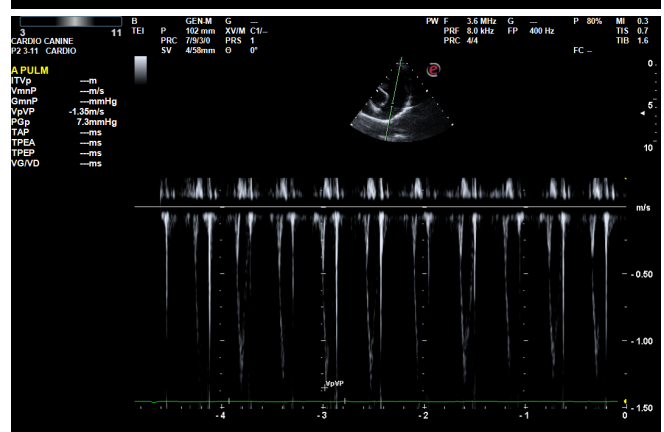 B GEN-M G --- PW F 3.6 MHz G --- P 80% MI 0.3
TEI P 102 mm XV/M C1/-- PRF 8.0 kHz FP 400 Hz TIS 0.7
3 11 PRC 7/9/3/0 PRS 1 PRC 4/4 TIB 1.6
CARDIO CANINE SV 4/58mm Θ 0° FC --
P2 3-11 CARDIO
A PULM
ITVp ---m
VmnP ---m/s
GmnP ---mmHg
VpVP -1.35m/s
PGp 7.3mmHg
TAP ---ms
TPEA ---ms
TPEP ---ms
VG/VD ---ms
e
0
5
10
m/s
- 0.50
- 1.00
VpVP
- 1.50
-4 -3 -2 -1 0